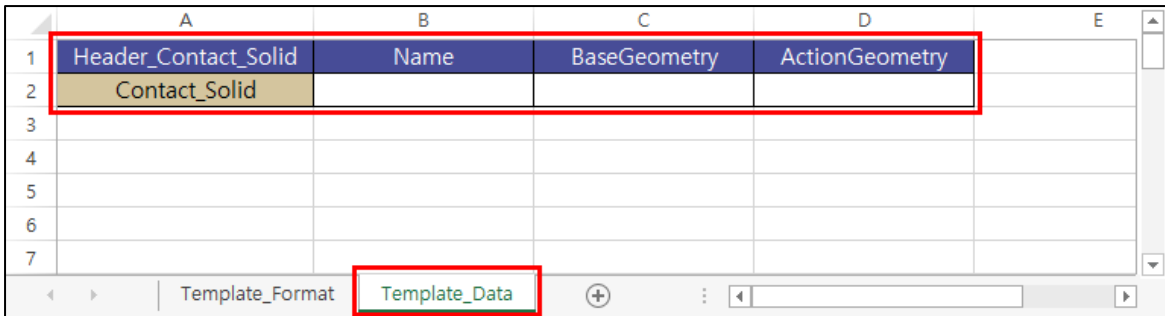 A B C D E
1 Header_Contact_Solid Name BaseGeometry ActionGeometry
2 Contact_Solid
3
4
5
6
7
Template_Format Template_Data